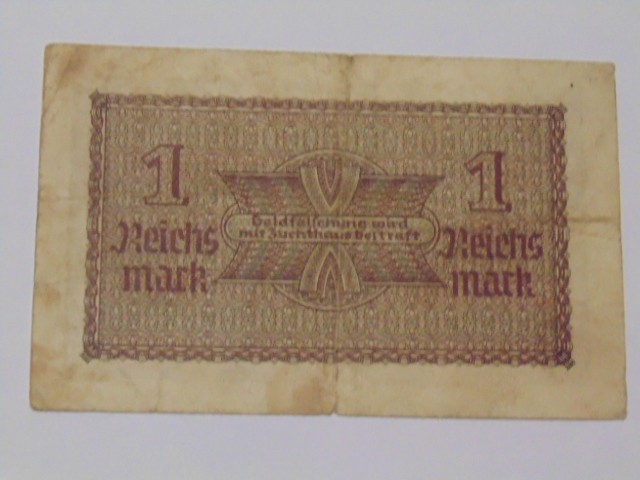 1
Reichs
mark
Geldfälschung wird
mit Zuchthaus bestraft
1
Reichs
mark